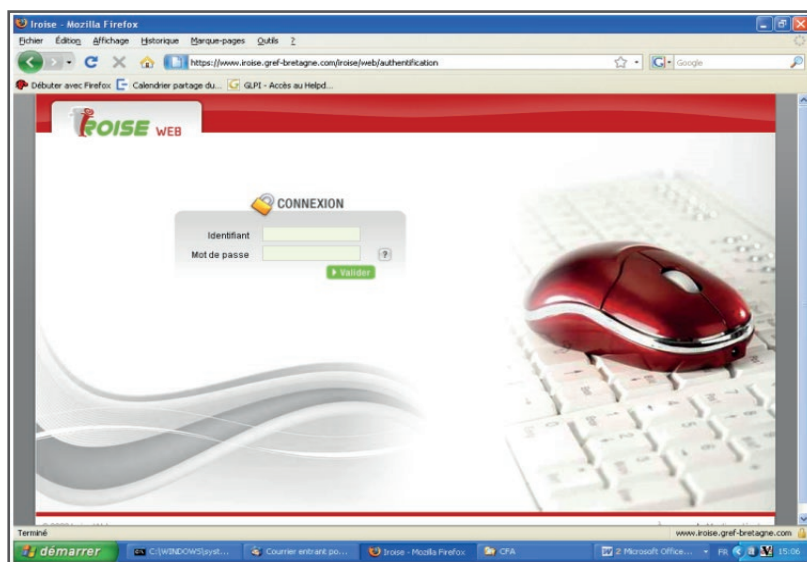 Iroise - Mozilla Firefox
Fichier Édition Affichage Historique Marque-pages Outils ?
https://www.iroise.gref-bretagne.com/iroise/web/authentification
Google
Débuter avec Firefox Calendrier partage du... GLPI - Accès au Helpd...
IROISE WEB
CONNEXION
Identifiant
Mot de passe ?
Valider
Terminé www.iroise.gref-bretagne.com
démarrer C:\WINDOWS\syst... Courrier entrant po... Iroise - Mozilla Firefox CFA 2 Microsoft Office... FR 15:06